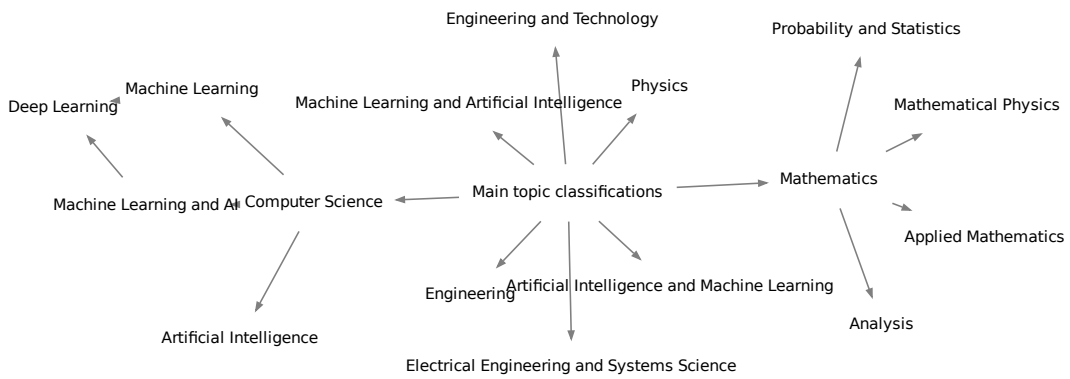 Engineering and Technology
Probability and Statistics
Machine Learning
Physics
Deep Learning
Machine Learning and Artificial Intelligence
Mathematical Physics
Mathematics
Main topic classifications
Machine Learning and AI
Computer Science
Applied Mathematics
Engineering
Artificial Intelligence and Machine Learning
Analysis
Artificial Intelligence
Electrical Engineering and Systems Science